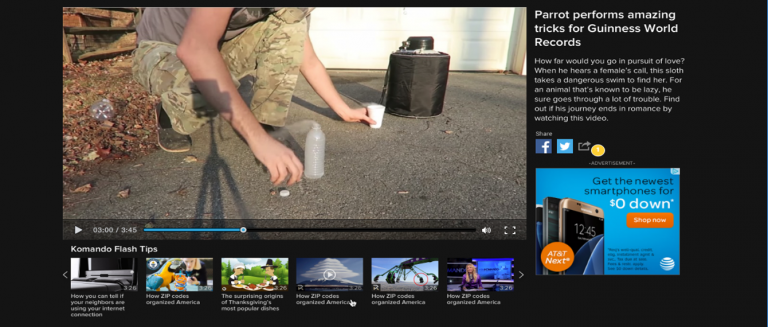 Parrot performs amazing
tricks for Guinness World
Records
How far would you go in pursuit of love?
When he hears a female's call, this sloth
takes a dangerous swim to find her. For
an animal that's known to be lazy, he
sure goes through a lot of trouble. Find
out if his journey ends in romance by
watching this video.
Share
-ADVERTISEMENT-
Get the newest
smartphones for
$0 down*
Shop now
AT&T
Next®
AT&T
03:00 / 3:45
Komando Flash Tips
3:26
3:26
3:26
3:26
3:26
3:26
How you can tell if
your neighbors are
using your internet
connection
How ZIP codes
organized America
The surprising origins
of Thanksgiving's
most popular dishes
How ZIP codes
organized America
How ZIP codes
organized America
How ZIP codes
organized America